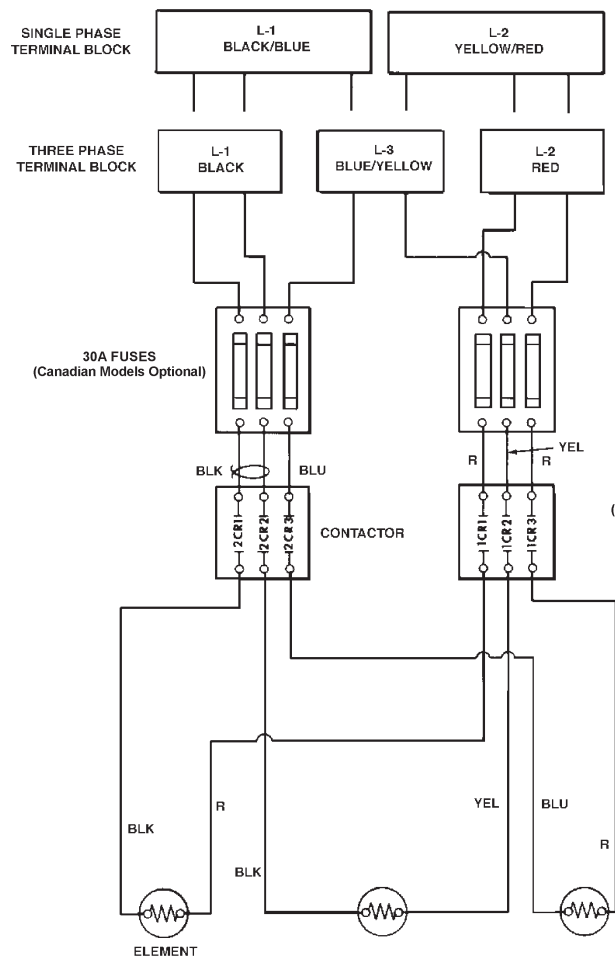 SINGLE PHASE
TERMINAL BLOCK
L-1
BLACK/BLUE
L-2
YELLOW/RED
THREE PHASE
TERMINAL BLOCK
L-1
BLACK
L-3
BLUE/YELLOW
L-2
RED
30A FUSES
(Canadian Models Optional)
BLK
BLU
R
R
YEL
2CR1
2CR2
2CR3
CONTACTOR
1CR1
1CR2
1CR3
(
BLK
R
BLK
YEL
BLU
R
ELEMENT